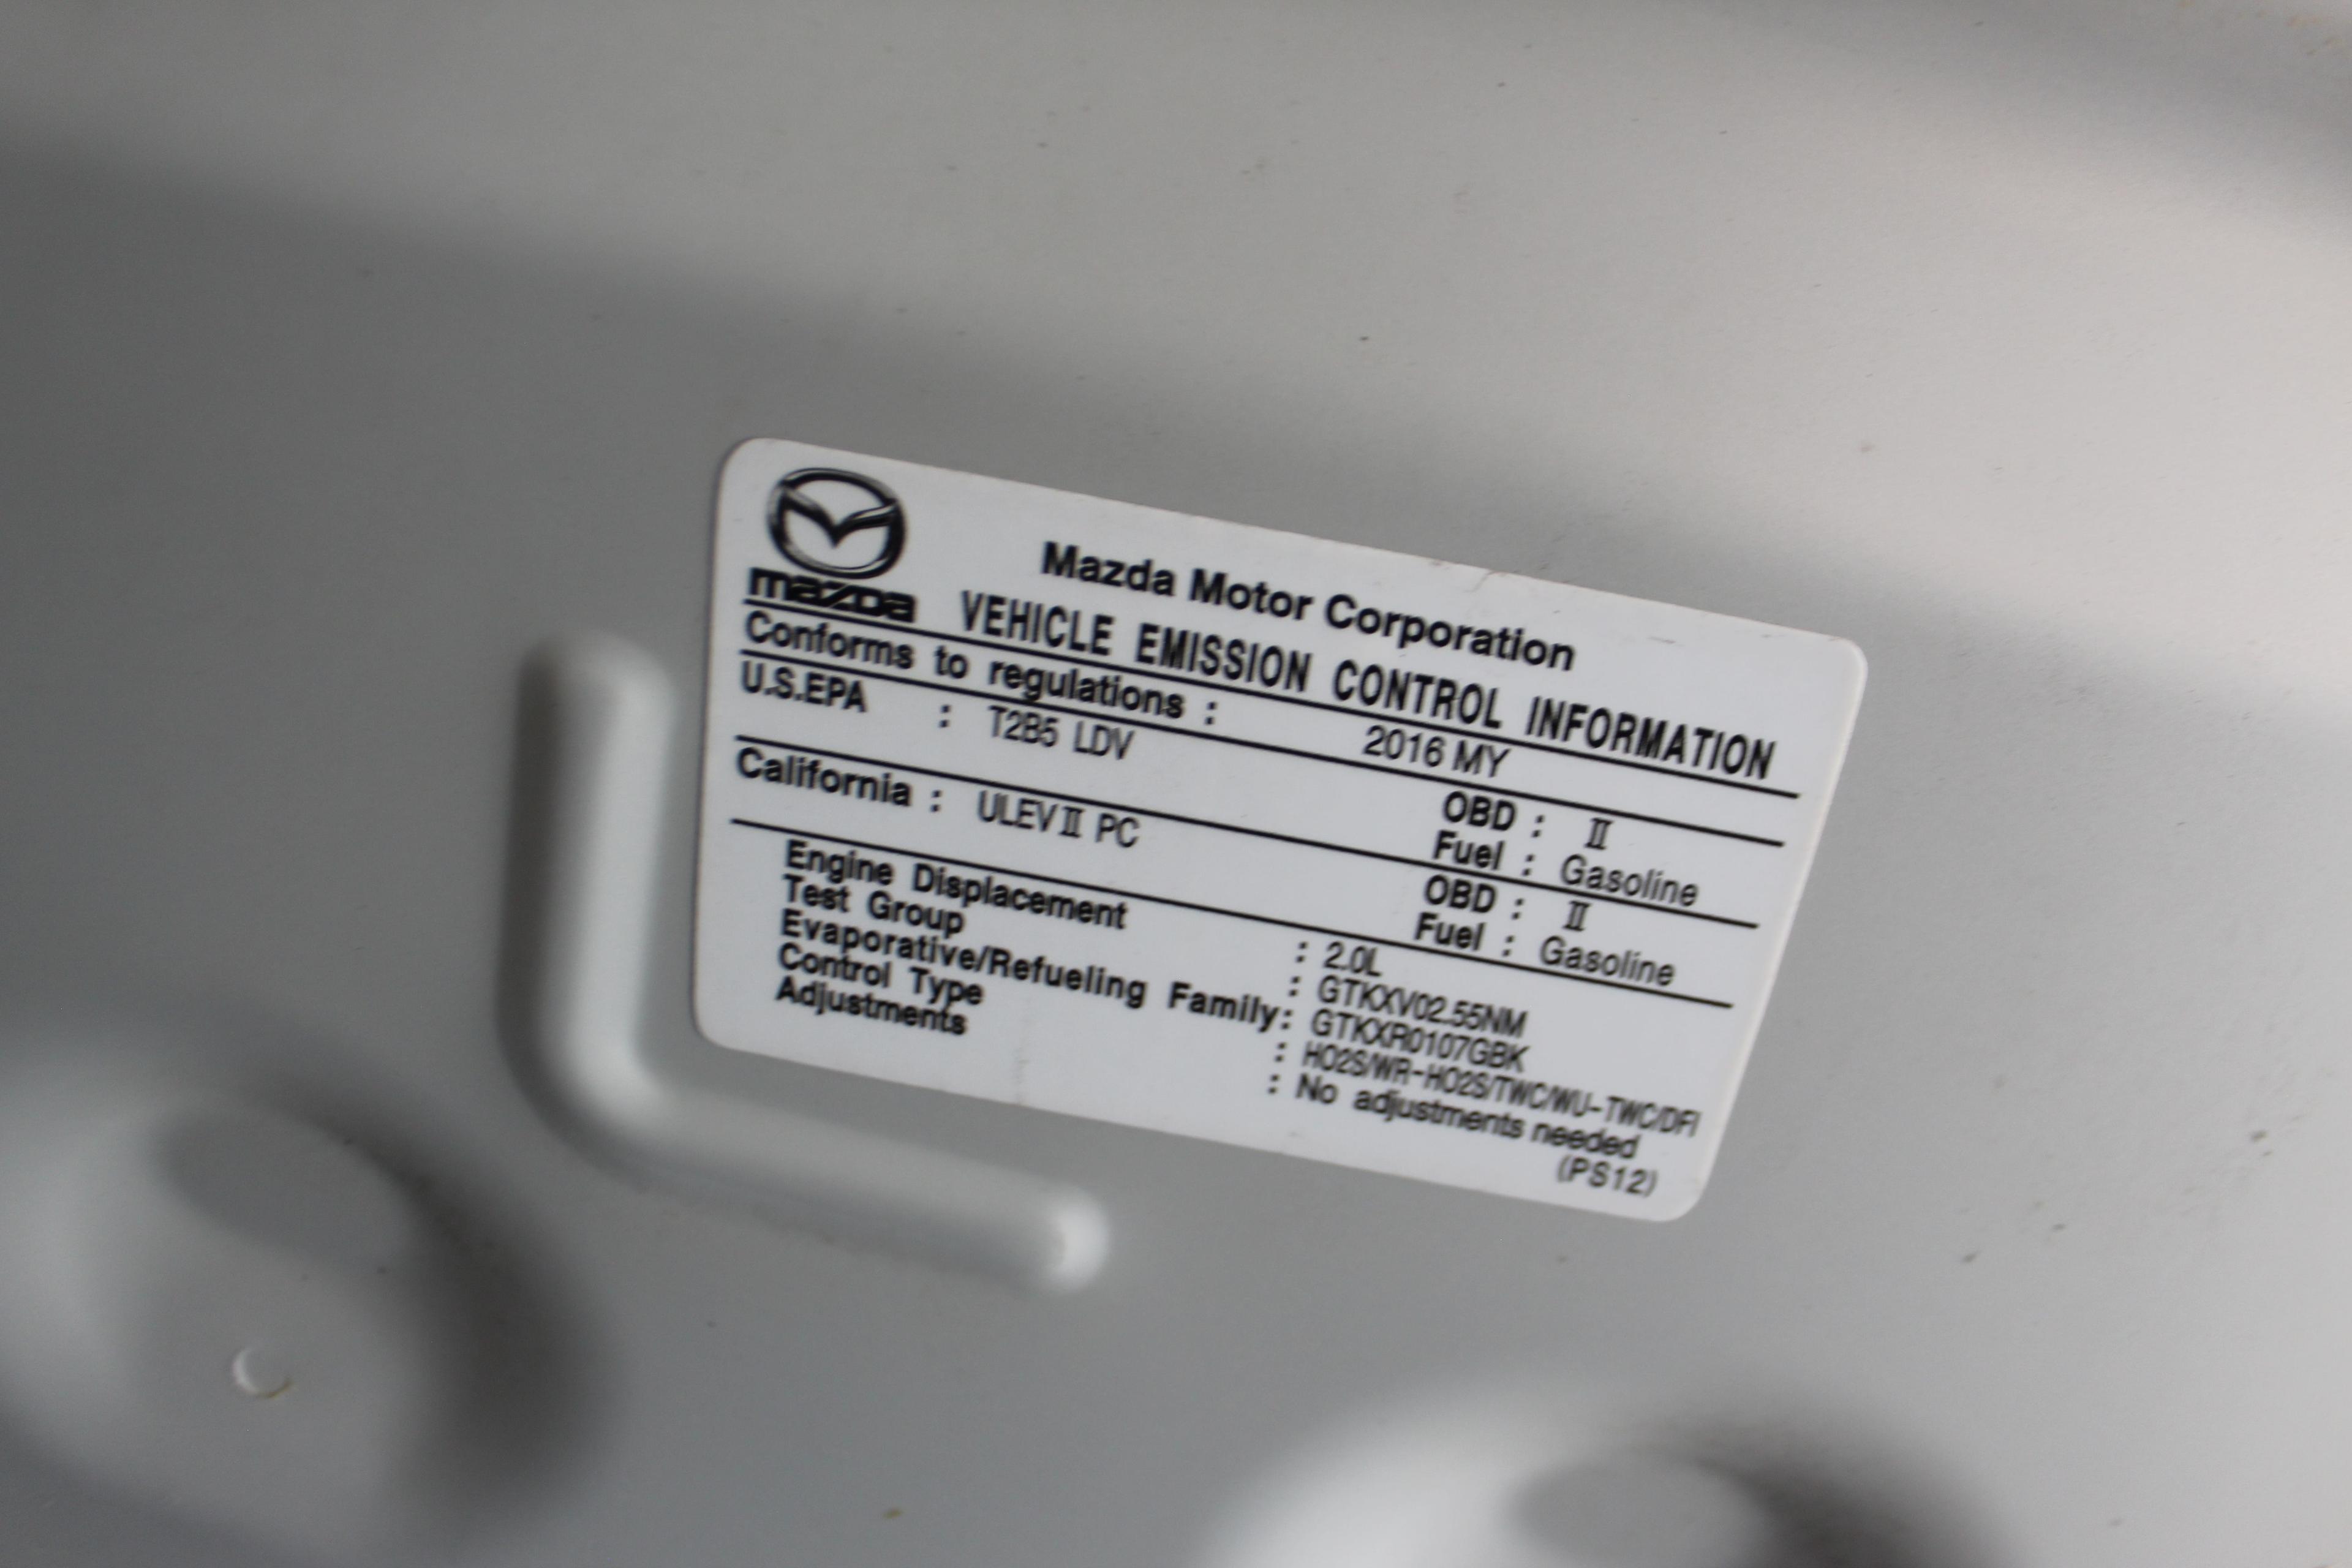 mazda
Mazda Motor Corporation
VEHICLE EMISSION CONTROL INFORMATION
Conforms to regulations : 2016 MY
U.S.EPA : T2B5 LDV OBD : II
Fuel : Gasoline
California : ULEV II PC OBD : II
Fuel : Gasoline
Engine Displacement : 2.0L
Test Group : GTKXV02.55NM
Evaporative/Refueling Family : GTKXR0107GBK
Control Type : HO2S/WR-HO2S/TWC/WU-TWC/DFI
Adjustments : No adjustments needed
(PS12)